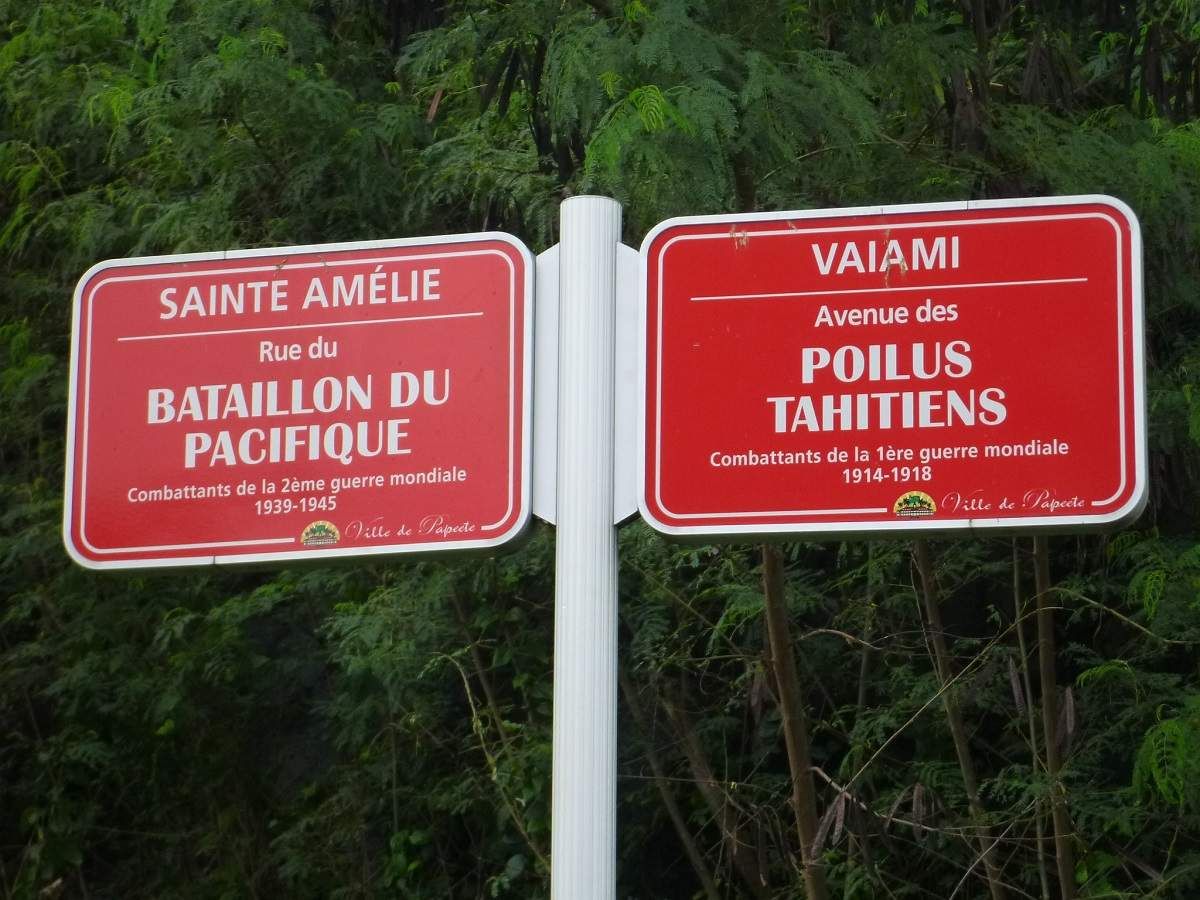 SAINTE AMÉLIE
Rue du
BATAILLON DU
PACIFIQUE
Combattants de la 2ème guerre mondiale
1939-1945
Ville de Papeete
VAIAMI
Avenue des
POILUS
TAHITIENS
Combattants de la 1ère guerre mondiale
1914-1918
Ville de Papeete